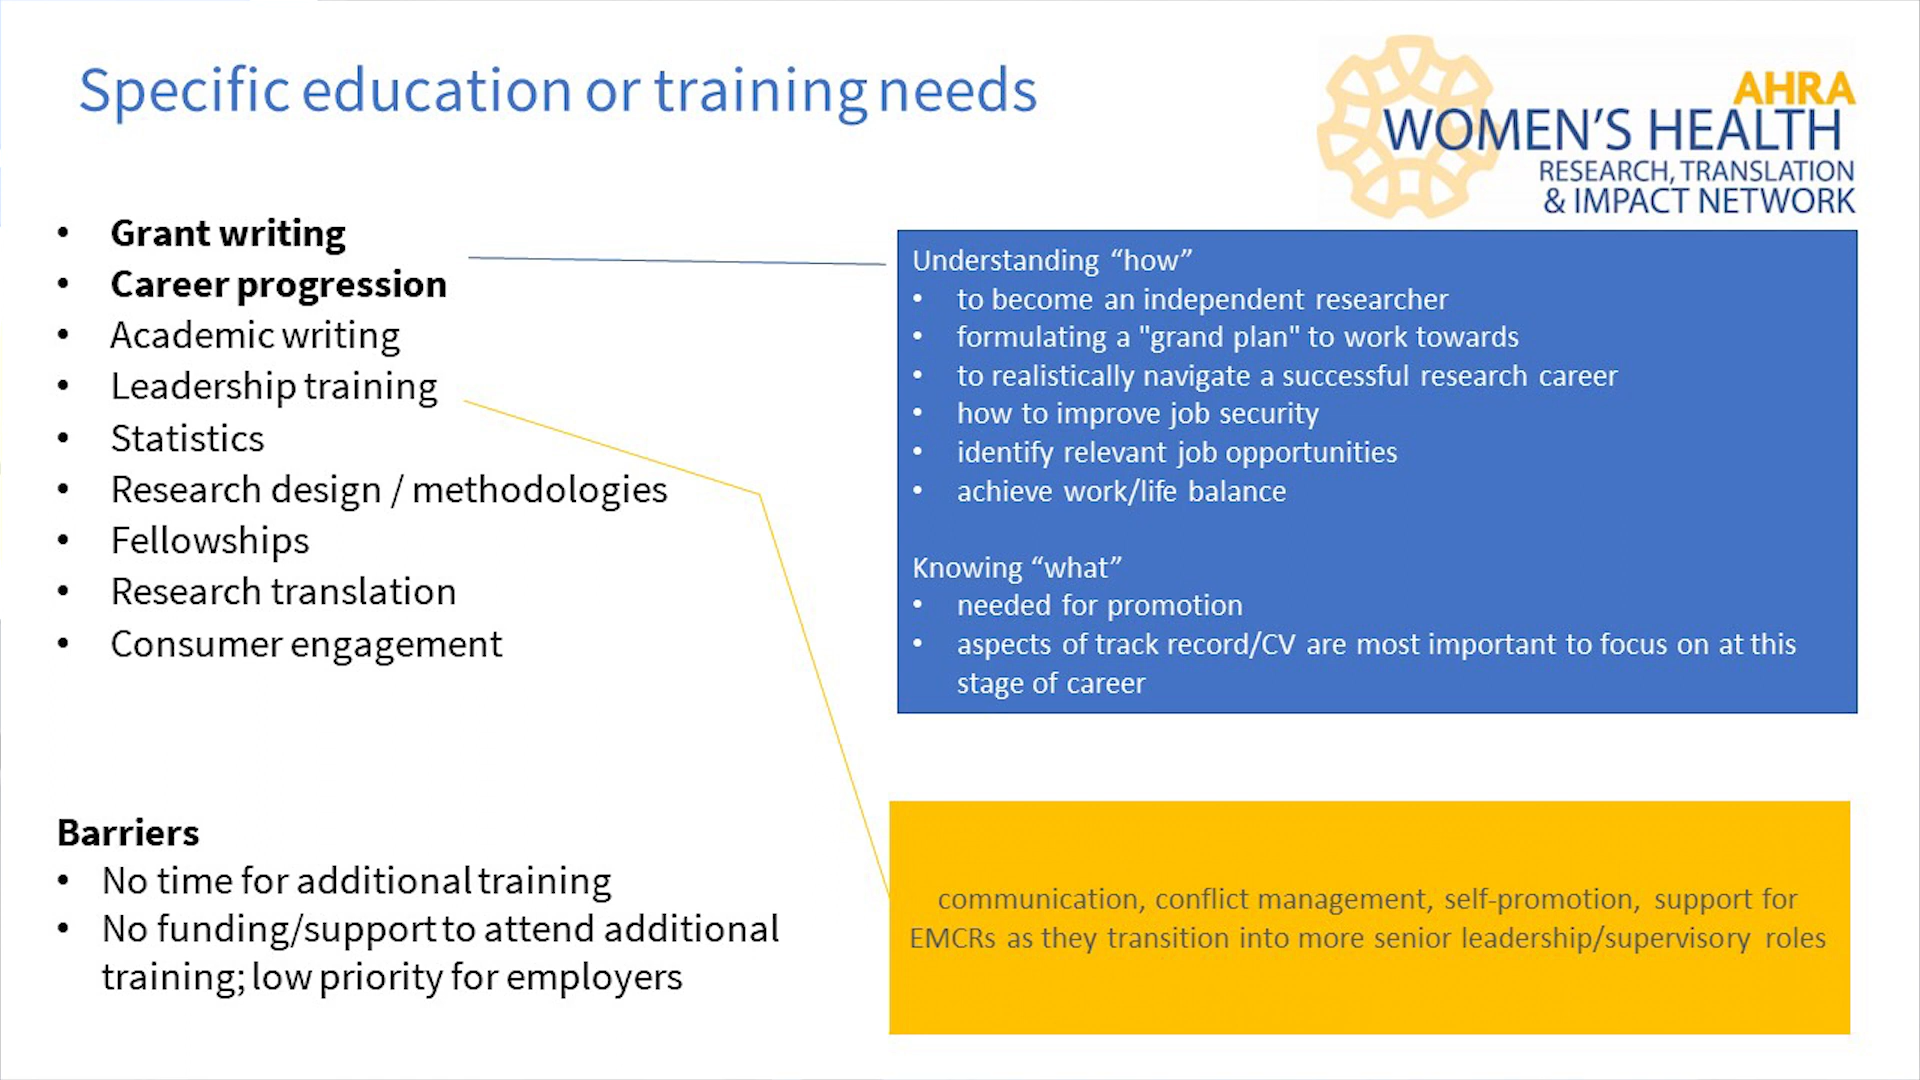 Specific education or training needs
AHRA
WOMEN'S HEALTH
RESEARCH, TRANSLATION
& IMPACT NETWORK
• Grant writing
• Career progression
• Academic writing
• Leadership training
• Statistics
• Research design / methodologies
• Fellowships
• Research translation
• Consumer engagement
Barriers
• No time for additional training
• No funding/support to attend additional
training; low priority for employers
Understanding “how”
• to become an independent researcher
• formulating a "grand plan" to work towards
• to realistically navigate a successful research career
• how to improve job security
• identify relevant job opportunities
• achieve work/life balance
Knowing “what”
• needed for promotion
• aspects of track record/CV are most important to focus on at this
stage of career
communication, conflict management, self-promotion, support for
EMCRs as they transition into more senior leadership/supervisory roles